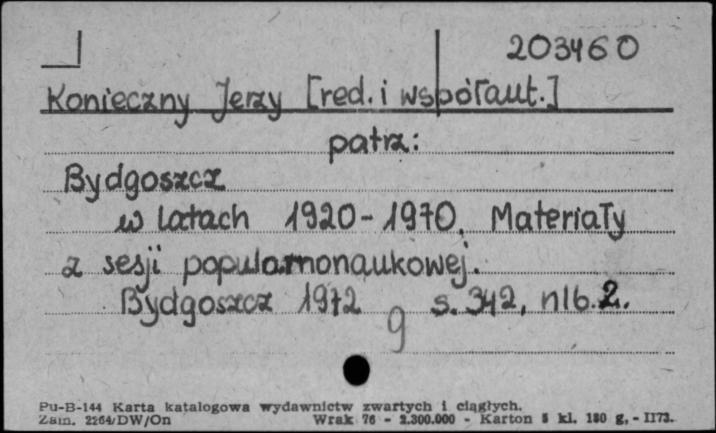 203460
Konieczny Jerzy [red. i współaut.]
patrz:
Bydgoszcz
w latach 1920-1970. Materiały
z sesji popularnonaukowej.
Bydgoszcz 1972 s. 342, nlb. 2.
g
Pu-B-144 Karta katalogowa wydawnictw zwartych i ciągłych.
Zam. 2264/DW/On Wrak 76 - 2.300.000 - Karton 5 kl. 180 g. - II73.